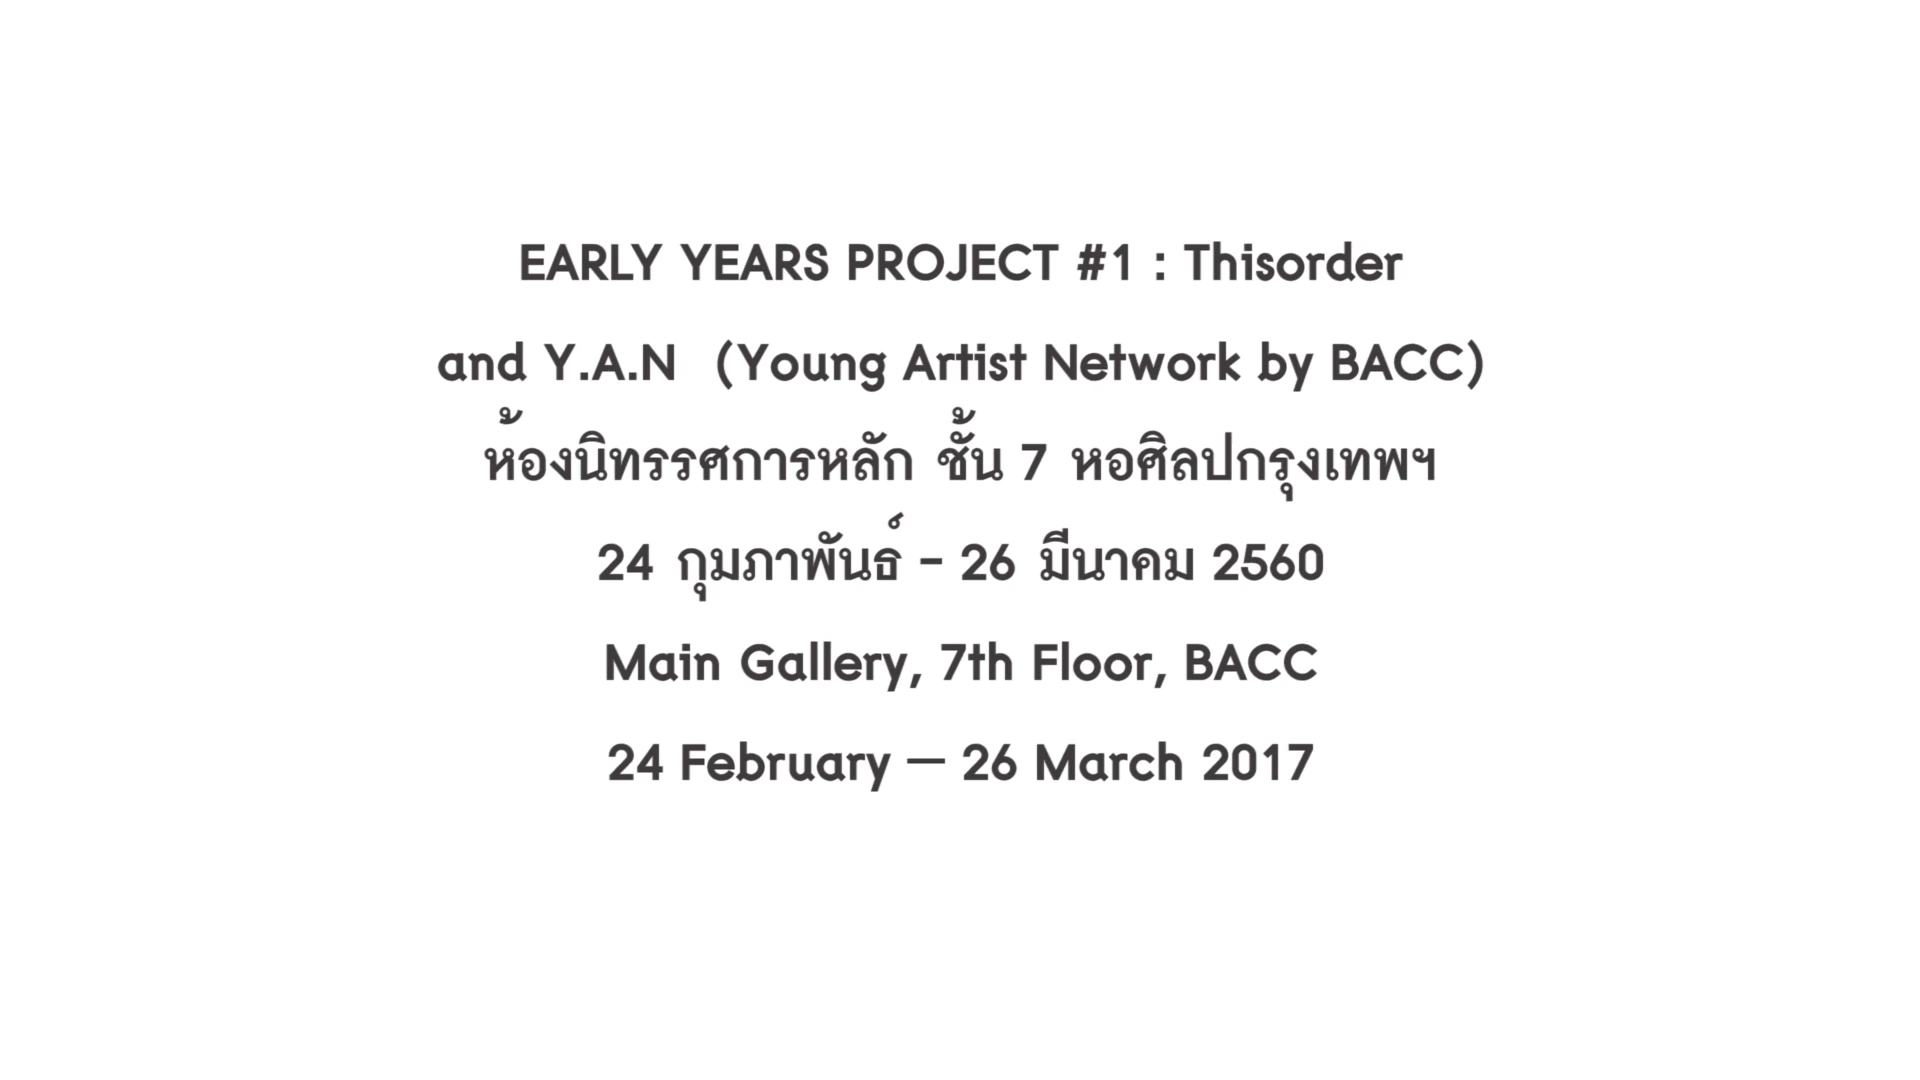 EARLY YEARS PROJECT #1 : Thisorder
and Y.A.N (Young Artist Network by BACC)
ห้องนิทรรศการหลัก ชั้น 7 หอศิลปกรุงเทพฯ
24 กุมภาพันธ์ - 26 มีนาคม 2560
Main Gallery, 7th Floor, BACC
24 February — 26 March 2017